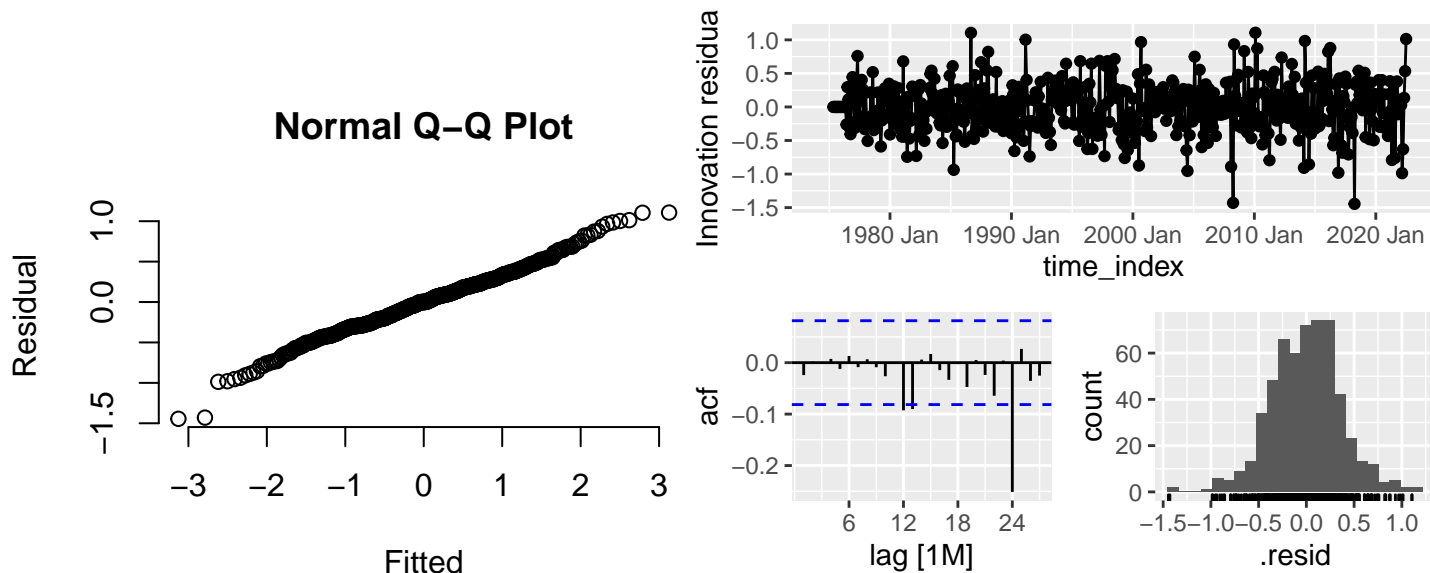 Normal Q−Q Plot
Residual
1.0
0.0
−1.5
−3 −2 −1 0 1 2 3
Fitted
Innovation residua
1.0
0.5
0.0
−0.5
−1.0
−1.5
1980 Jan 1990 Jan 2000 Jan 2010 Jan 2020 Jan
time_index
acf
0.0
−0.1
−0.2
6 12 18 24
lag [1M]
count
60
40
20
0
−1.5 −1.0 −0.5 0.0 0.5 1.0
.resid